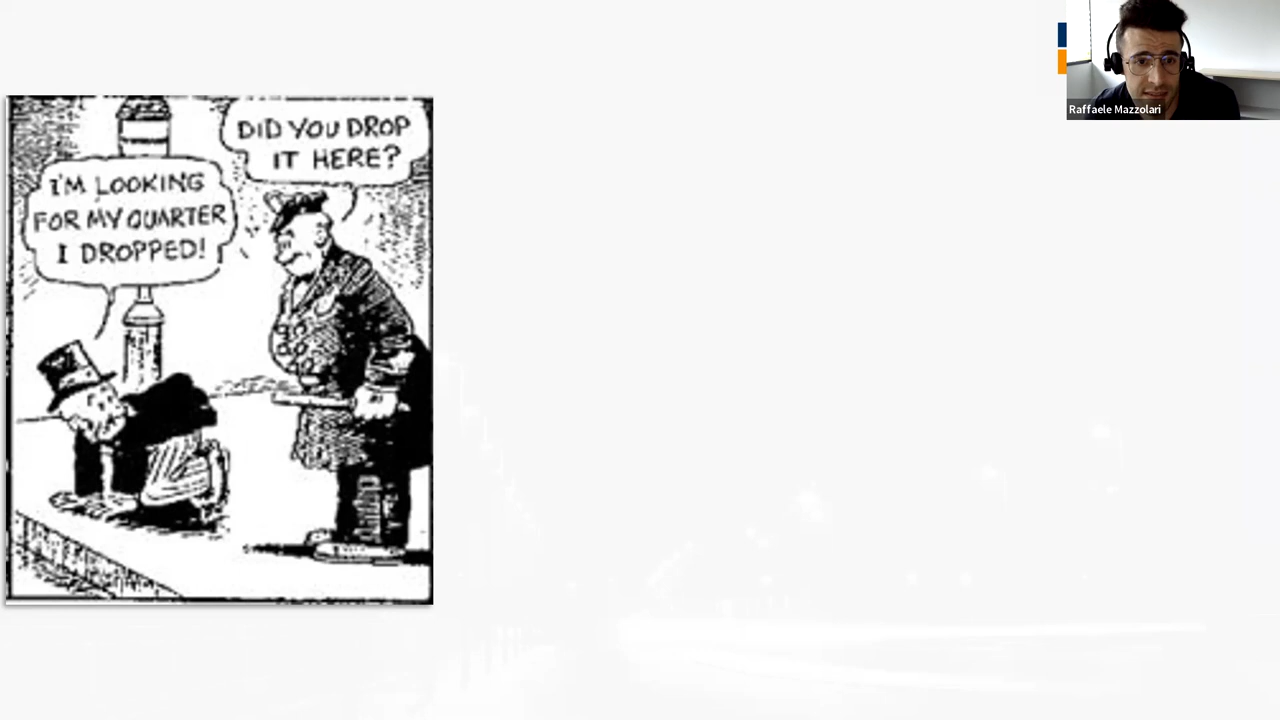 I'M LOOKING
FOR MY QUARTER
I DROPPED!
DID YOU DROP
IT HERE?
Raffaele Mazzolari